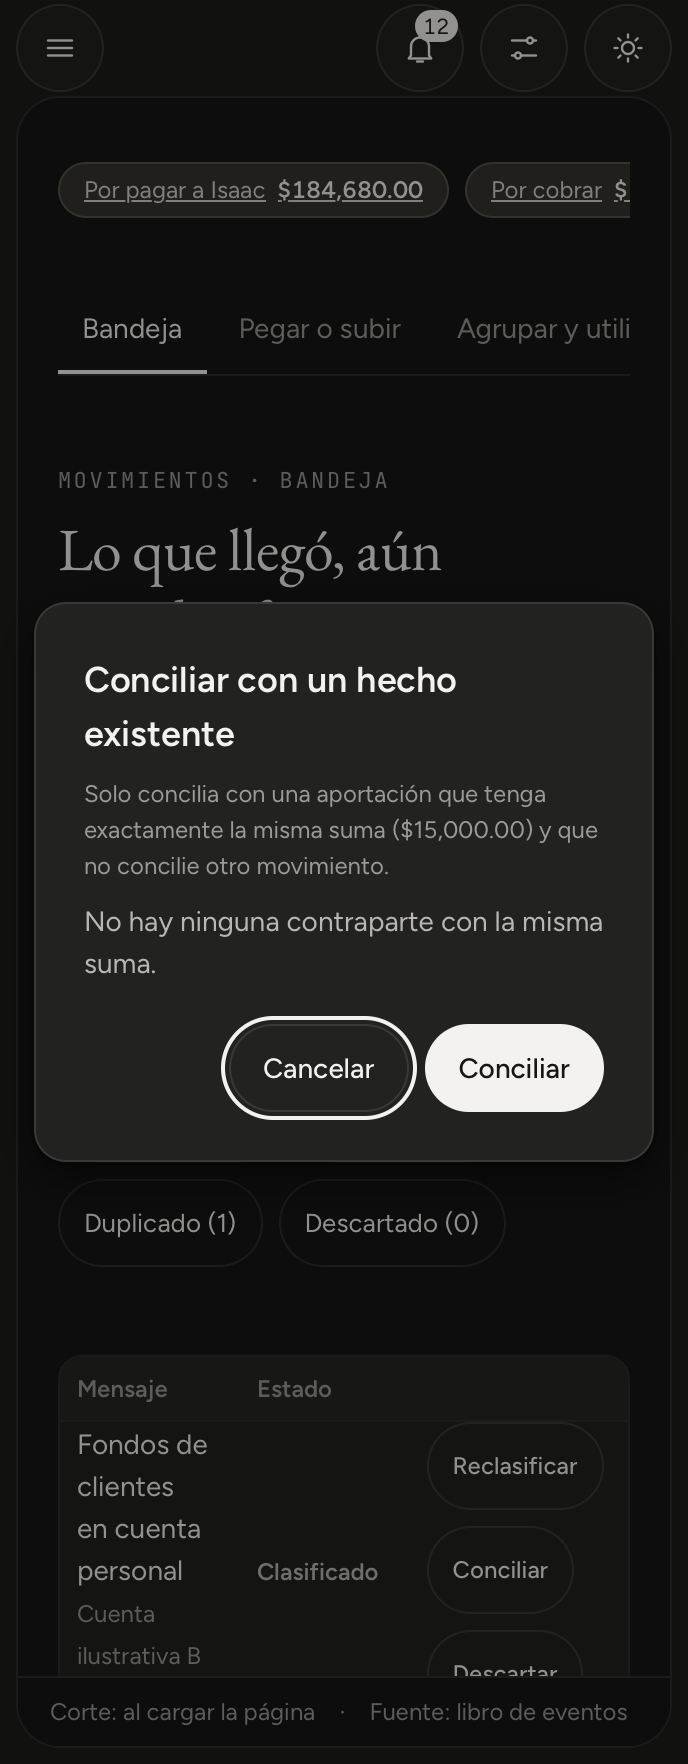 12
Por pagar a Isaac $184,680.00
Por cobrar $
Bandeja
Pegar o subir
Agrupar y utili
MOVIMIENTOS · BANDEJA
Lo que llegó, aún
Conciliar con un hecho
existente
Solo concilia con una aportación que tenga
exactamente la misma suma ($15,000.00) y que
no concilie otro movimiento.
No hay ninguna contraparte con la misma
suma.
Cancelar
Conciliar
Duplicado (1)
Descartado (0)
Mensaje
Estado
Fondos de
clientes
en cuenta
personal
Cuenta
ilustrativa B
Clasificado
Reclasificar
Conciliar
Descartar
Corte: al cargar la página · Fuente: libro de eventos